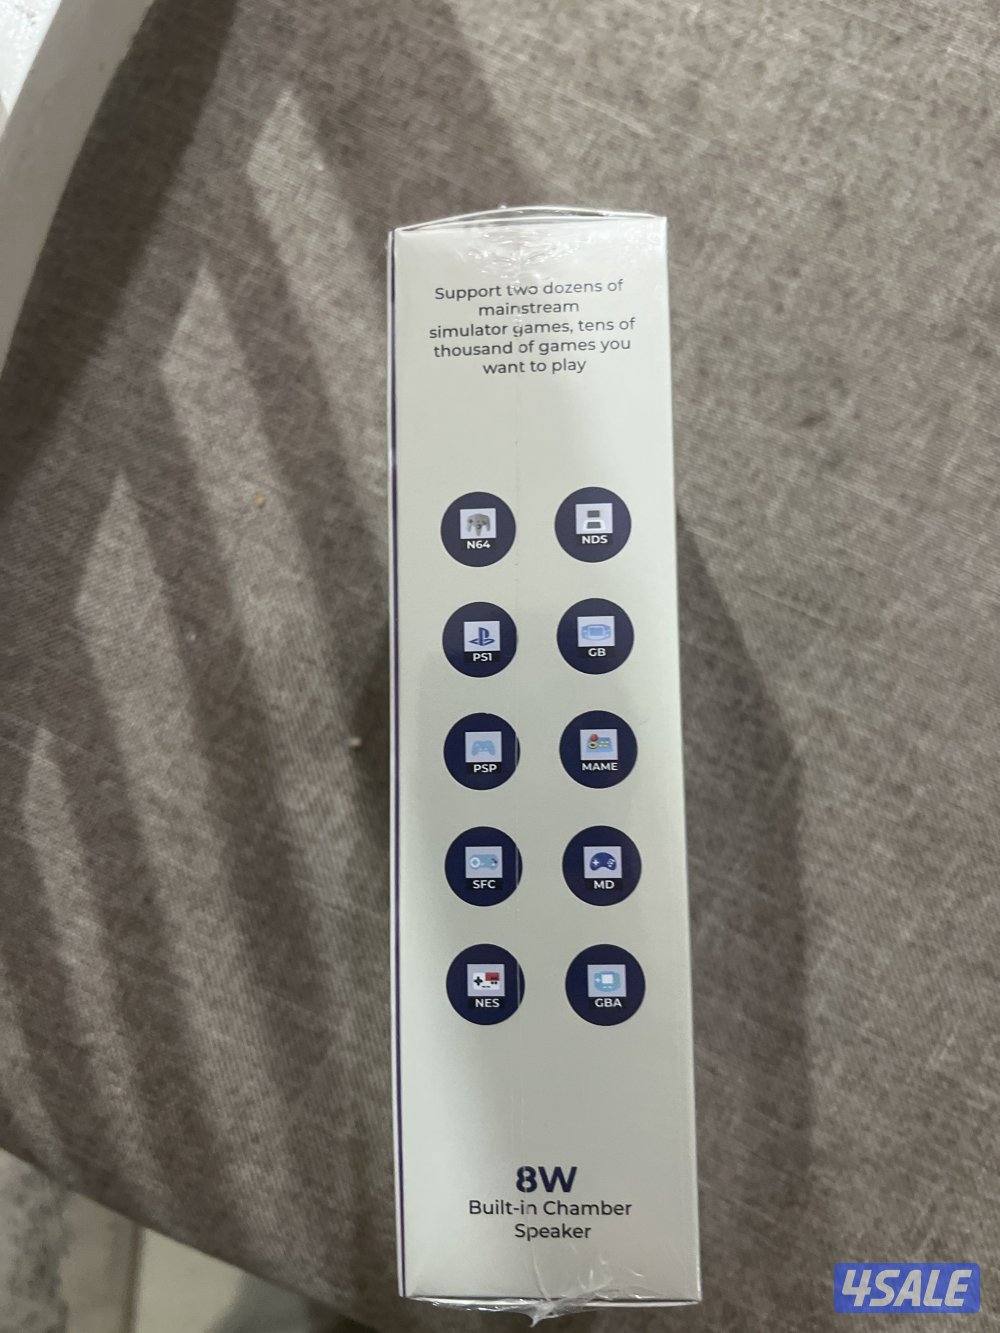 Support two dozens of
mainstream
simulator games, tens of
thousand of games you
want to play
N64 NDS
PS1 GB
PSP MAME
SFC MD
NES GBA
8W
Built-in Chamber
Speaker
4SALE